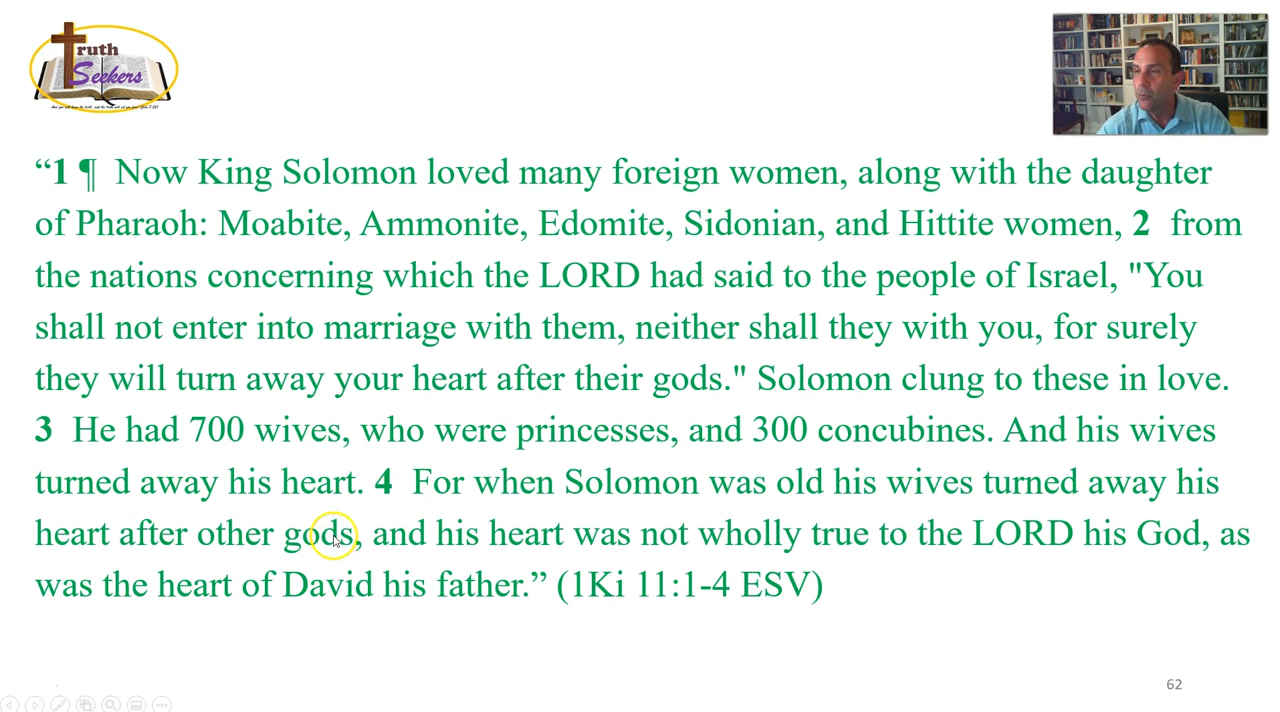 Truth
Seekers
“1 ¶ Now King Solomon loved many foreign women, along with the daughter
of Pharaoh: Moabite, Ammonite, Edomite, Sidonian, and Hittite women, 2 from
the nations concerning which the LORD had said to the people of Israel, "You
shall not enter into marriage with them, neither shall they with you, for surely
they will turn away your heart after their gods." Solomon clung to these in love.
3 He had 700 wives, who were princesses, and 300 concubines. And his wives
turned away his heart. 4 For when Solomon was old his wives turned away his
heart after other gods, and his heart was not wholly true to the LORD his God, as
was the heart of David his father.” (1Ki 11:1-4 ESV)
62